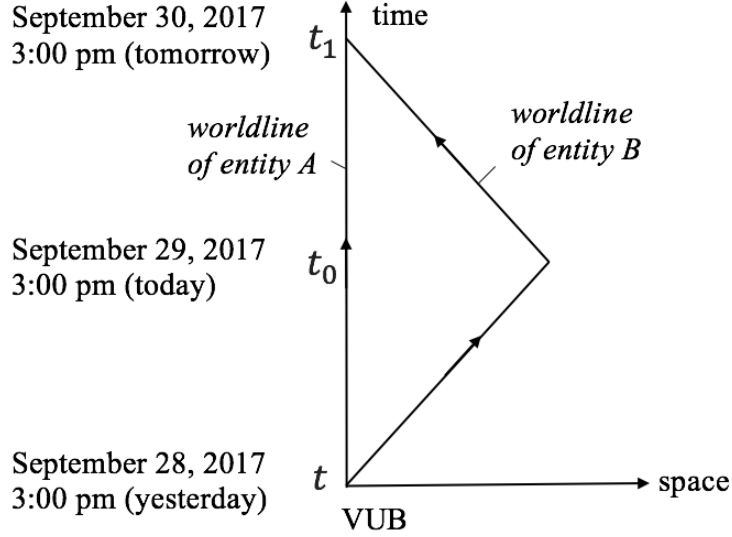 September 30, 2017
3:00 pm (tomorrow)
t₁
time
worldline
of entity A
worldline
of entity B
September 29, 2017
3:00 pm (today)
t₀
September 28, 2017
3:00 pm (yesterday)
t
space
VUB